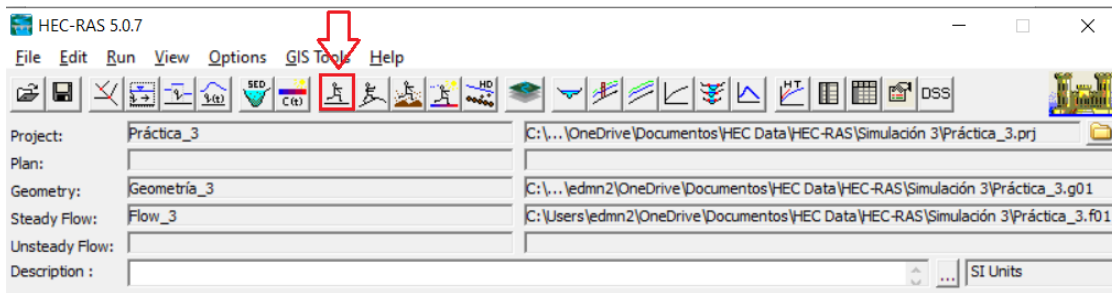 HEC-RAS 5.0.7
File Edit Run View Options GIS Tools Help
SED C(t) HD HT DSS
Project: Práctica_3 C:\...\OneDrive\Documentos\HEC Data\HEC-RAS\Simulación 3\Práctica_3.prj
Plan:
Geometry: Geometría_3 C:\...\edmn2\OneDrive\Documentos\HEC Data\HEC-RAS\Simulación 3\Práctica_3.g01
Steady Flow: Flow_3 C:\Users\edmn2\OneDrive\Documentos\HEC Data\HEC-RAS\Simulación 3\Práctica_3.f01
Unsteady Flow:
Description : ... SI Units